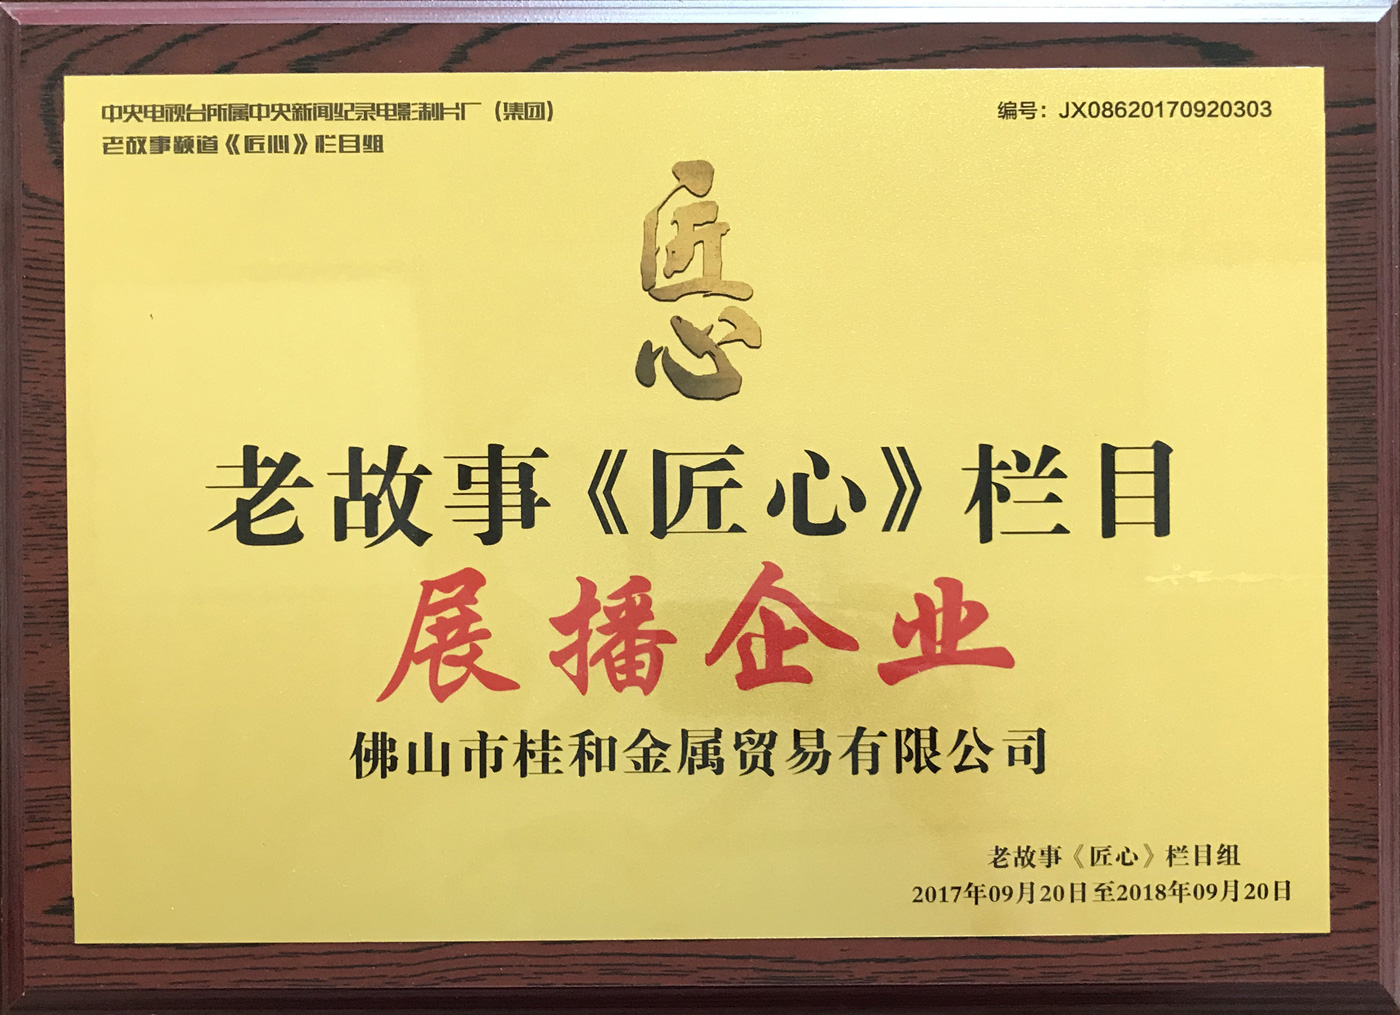 中央电视台所属中央新闻纪录电影制片厂（集团）
老故事频道《匠心》栏目组
编号：JX08620170920303
匠
心
老故事《匠心》栏目
展播企业
佛山市桂和金属贸易有限公司
老故事《匠心》栏目组
2017年09月20日至2018年09月20日